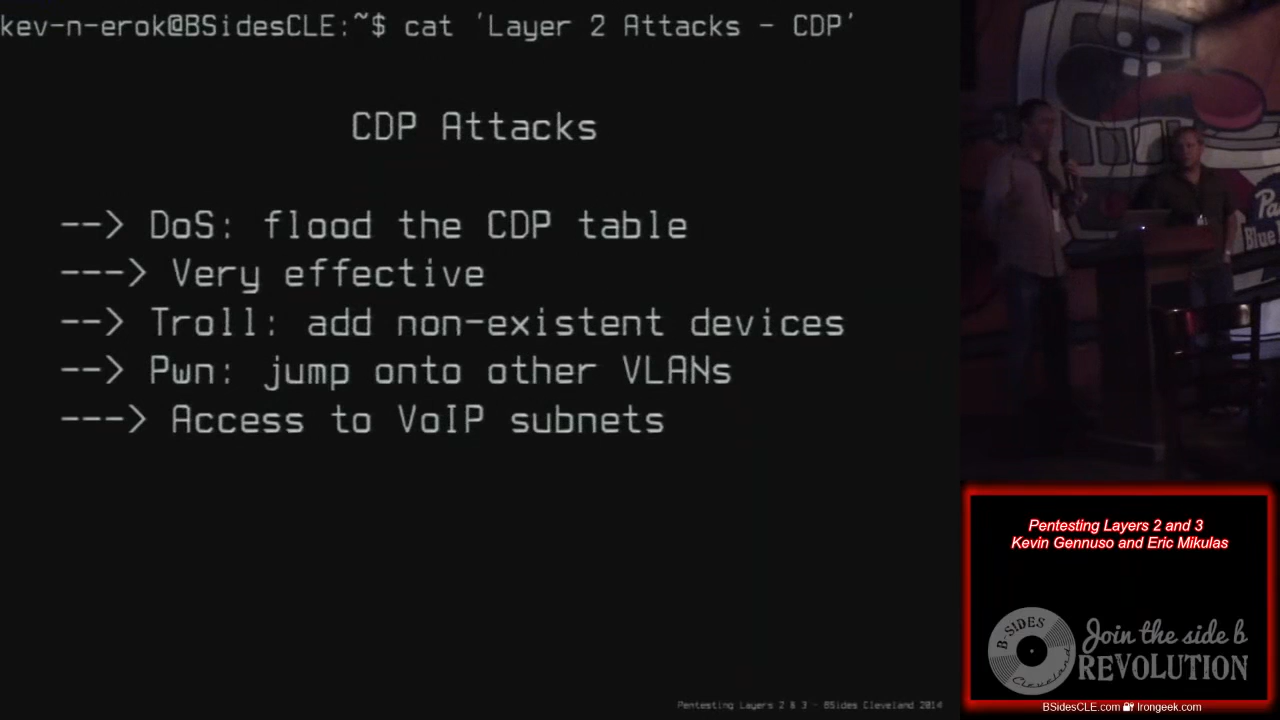 kev-n-erok@BSidesCLE:~$ cat 'Layer 2 Attacks - CDP'
CDP Attacks
--> DoS: flood the CDP table
---> Very effective
--> Troll: add non-existent devices
--> Pwn: jump onto other VLANs
---> Access to VoIP subnets
Pentesting Layers 2 & 3 - BSides Cleveland 2014
Blue
Pentesting Layers 2 and 3
Kevin Gennuso and Eric Mikulas
B-SIDES
Cleveland
Join the side b
REVOLUTION
BSidesCLE.com Irongeek.com